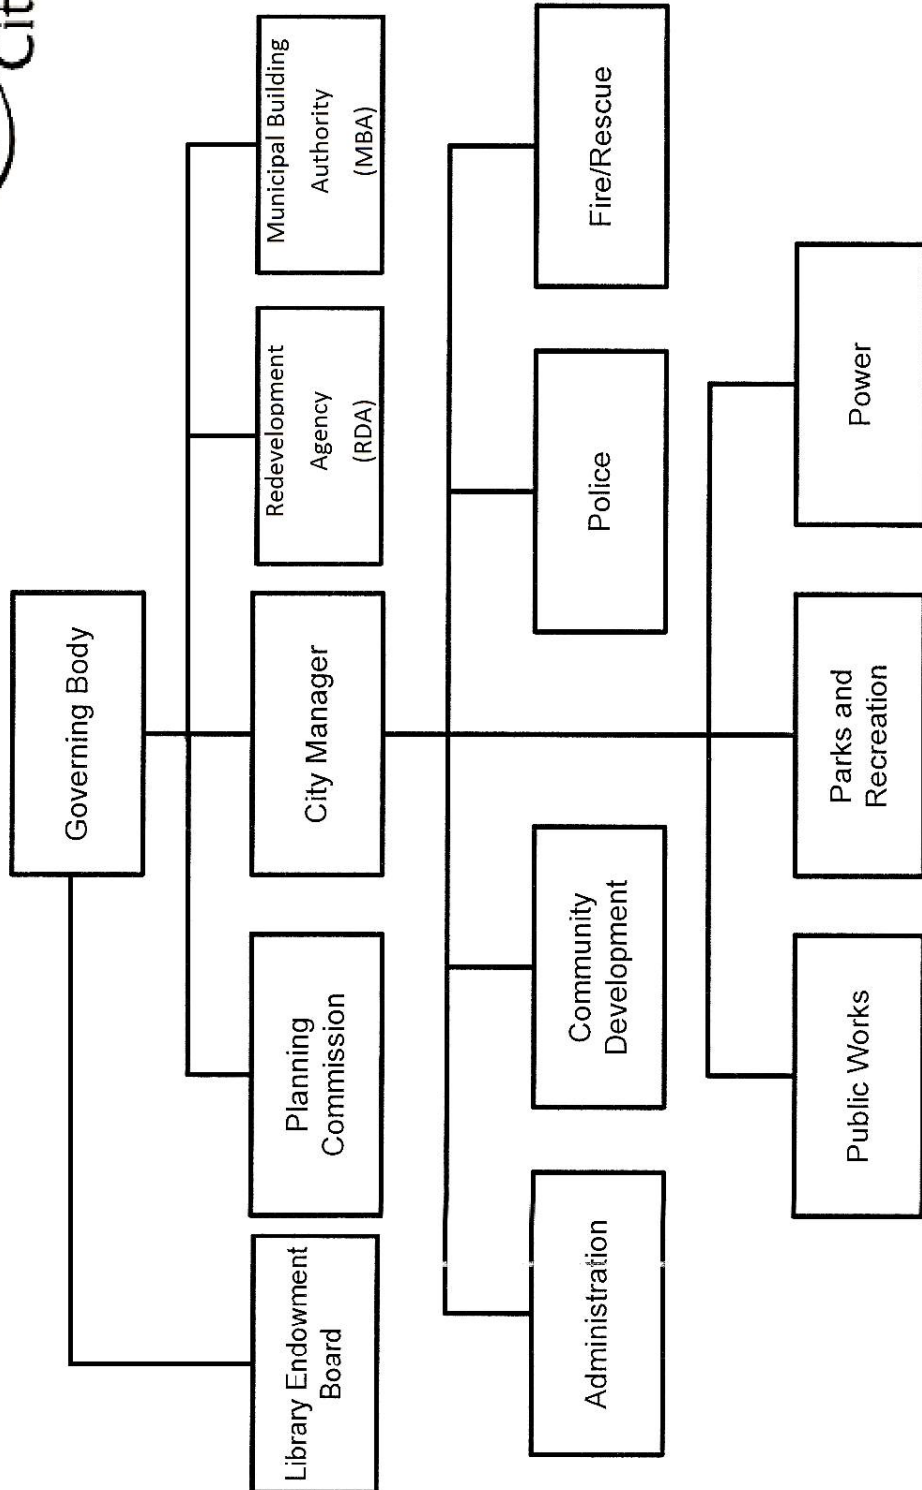 Cit
Governing Body
Library Endowment
Board
Planning
Commission
City Manager
Redevelopment
Agency
(RDA)
Municipal Building
Authority
(MBA)
Administration
Community
Development
Police
Fire/Rescue
Public Works
Parks and
Recreation
Power